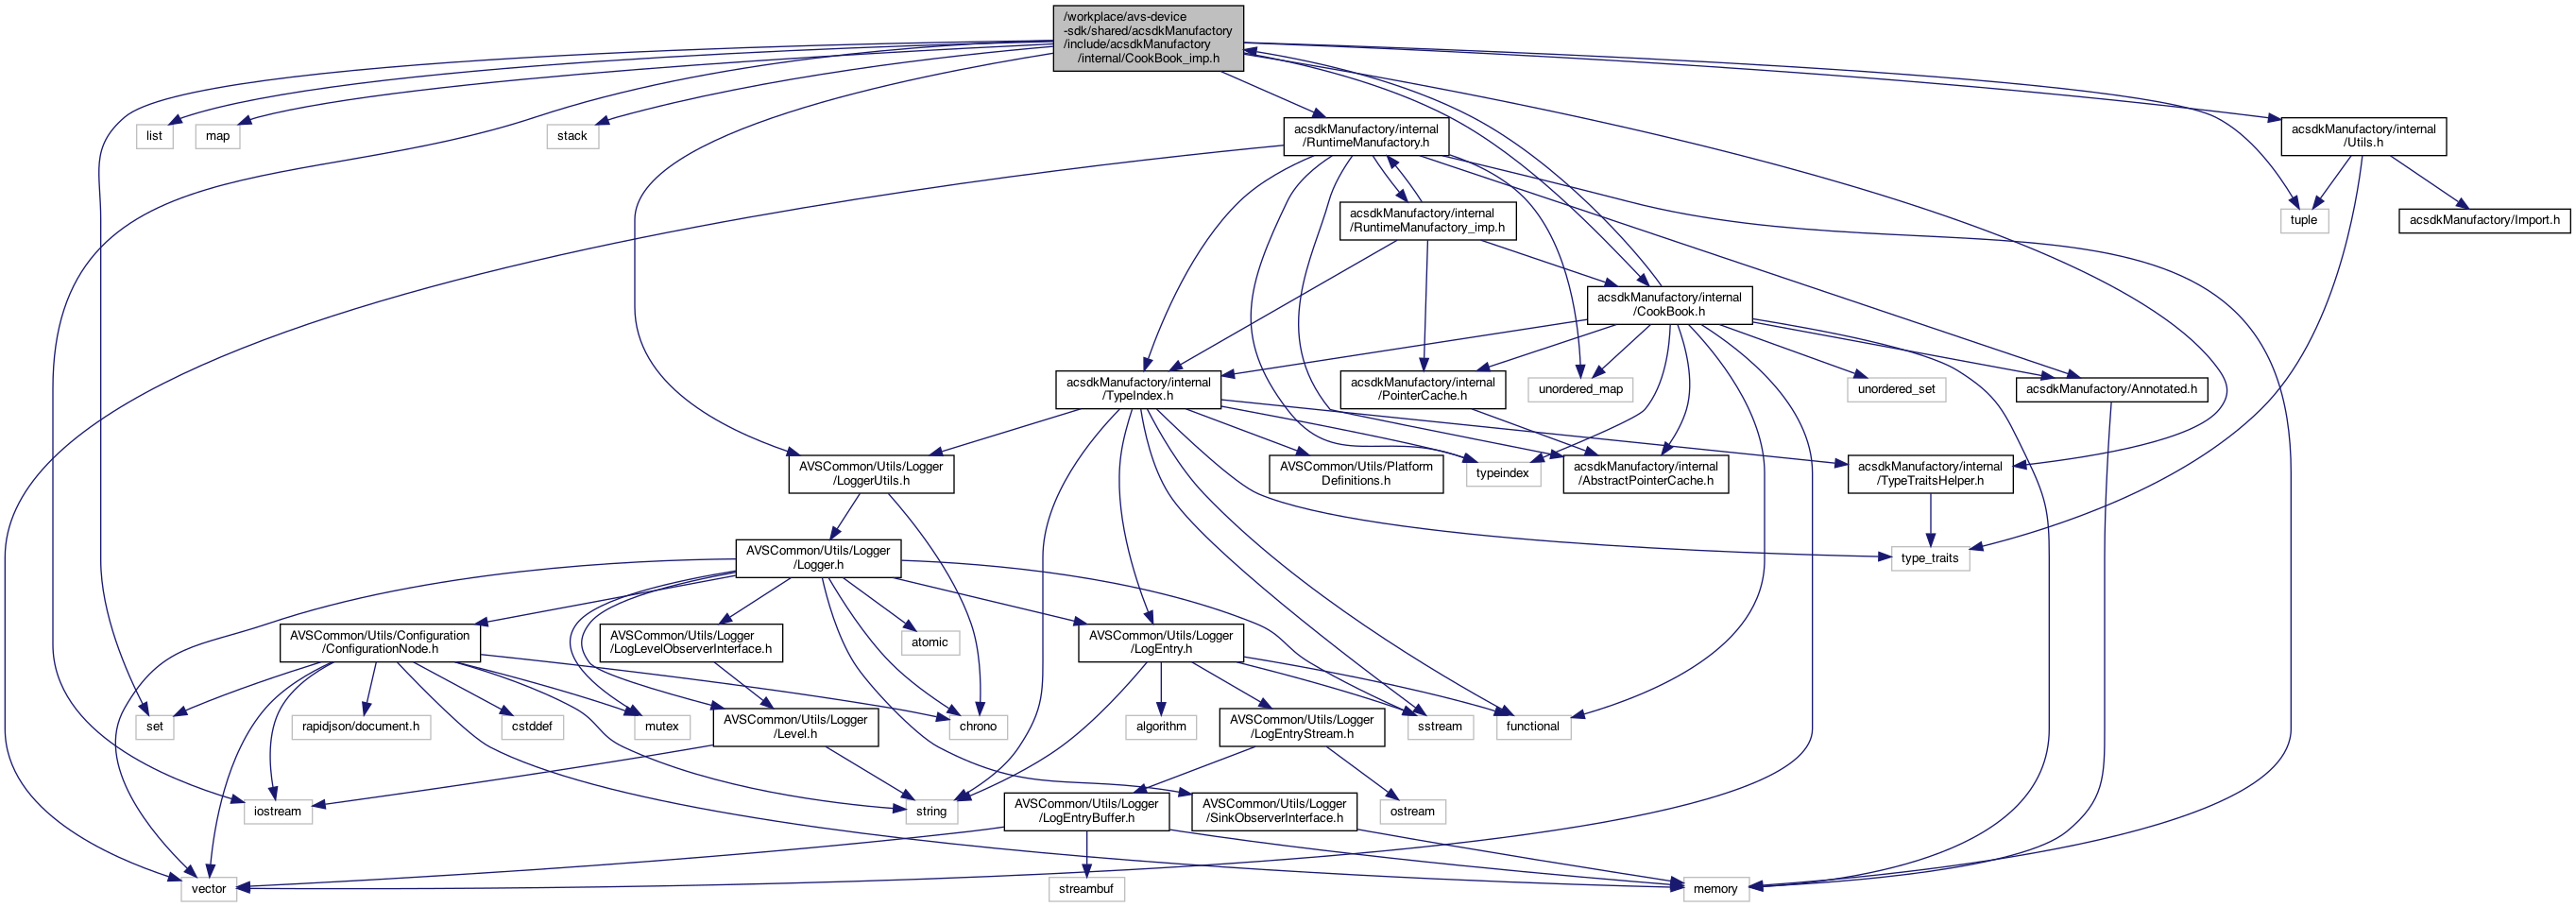 /workplace/avs-device
-sdk/shared/acsdkManufactory
/include/acsdkManufactory
/internal/CookBook_imp.h
list
map
stack
acsdkManufactory/internal
/RuntimeManufactory.h
acsdkManufactory/internal
/Utils.h
acsdkManufactory/internal
/RuntimeManufactory_imp.h
tuple
acsdkManufactory/Import.h
acsdkManufactory/internal
/CookBook.h
acsdkManufactory/internal
/TypeIndex.h
acsdkManufactory/internal
/PointerCache.h
unordered_map
unordered_set
acsdkManufactory/Annotated.h
AVSCommon/Utils/Logger
/LoggerUtils.h
AVSCommon/Utils/Platform
Definitions.h
typeindex
acsdkManufactory/internal
/AbstractPointerCache.h
acsdkManufactory/internal
/TypeTraitsHelper.h
AVSCommon/Utils/Logger
/Logger.h
type_traits
AVSCommon/Utils/Configuration
/ConfigurationNode.h
AVSCommon/Utils/Logger
/LogLevelObserverInterface.h
atomic
AVSCommon/Utils/Logger
/LogEntry.h
set
rapidjson/document.h
cstddef
mutex
AVSCommon/Utils/Logger
/Level.h
chrono
algorithm
AVSCommon/Utils/Logger
/LogEntryStream.h
sstream
functional
iostream
string
AVSCommon/Utils/Logger
/LogEntryBuffer.h
AVSCommon/Utils/Logger
/SinkObserverInterface.h
ostream
vector
streambuf
memory